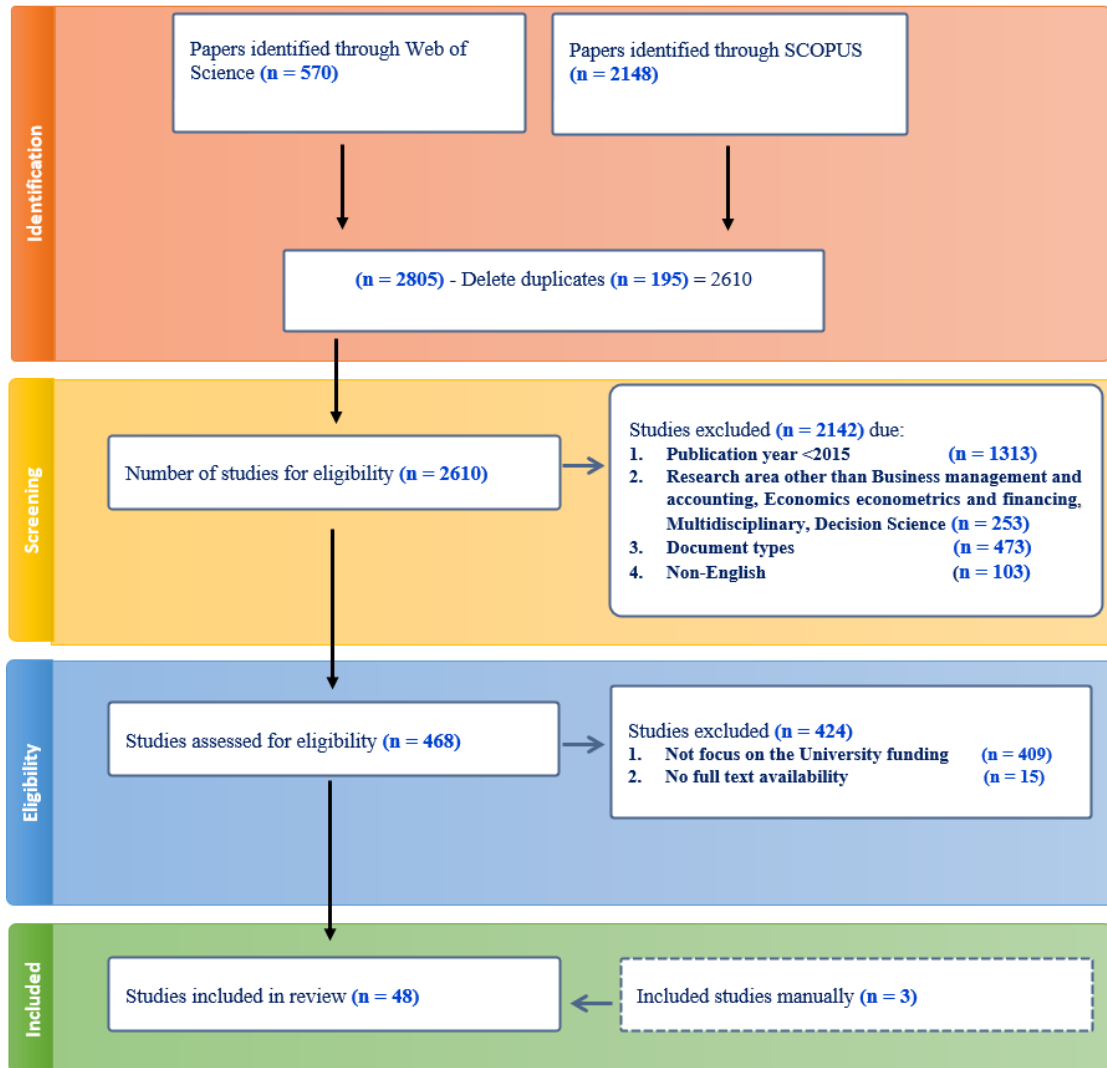 Identification
Papers identified through Web of
Science (n = 570)
Papers identified through SCOPUS
(n = 2148)
(n = 2805) - Delete duplicates (n = 195) = 2610
Screening
Number of studies for eligibility (n = 2610)
Studies excluded (n = 2142) due:
1. Publication year <2015 (n = 1313)
2. Research area other than Business management and
accounting, Economics econometrics and financing,
Multidisciplinary, Decision Science (n = 253)
3. Document types (n = 473)
4. Non-English (n = 103)
Eligibility
Studies assessed for eligibility (n = 468)
Studies excluded (n = 424)
1. Not focus on the University funding (n = 409)
2. No full text availability (n = 15)
Included
Studies included in review (n = 48)
Included studies manually (n = 3)